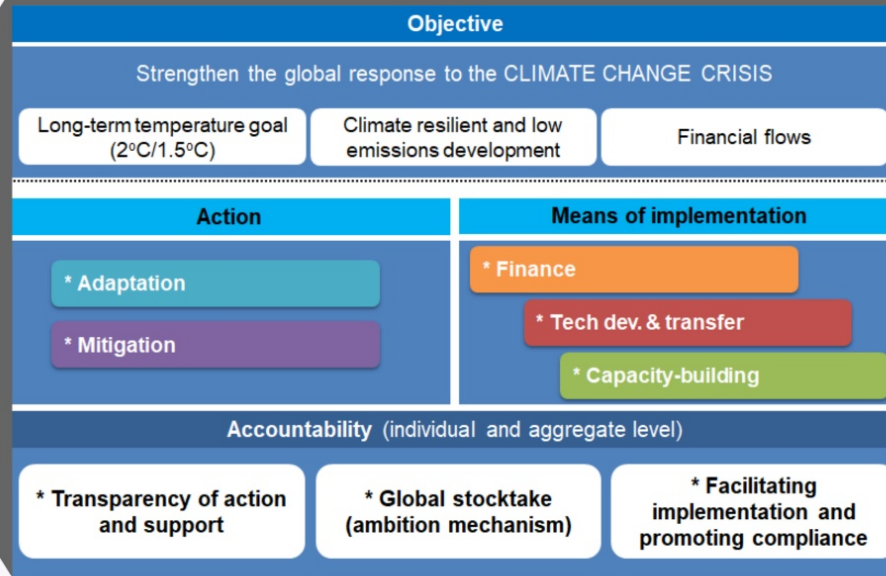 Objective
Strengthen the global response to the CLIMATE CHANGE CRISIS
Long-term temperature goal
(2°C/1.5°C)
Climate resilient and low
emissions development
Financial flows
Action
Means of implementation
* Adaptation
* Mitigation
* Finance
* Tech dev. & transfer
* Capacity-building
Accountability (individual and aggregate level)
* Transparency of action
and support
* Global stocktake
(ambition mechanism)
* Facilitating
implementation and
promoting compliance